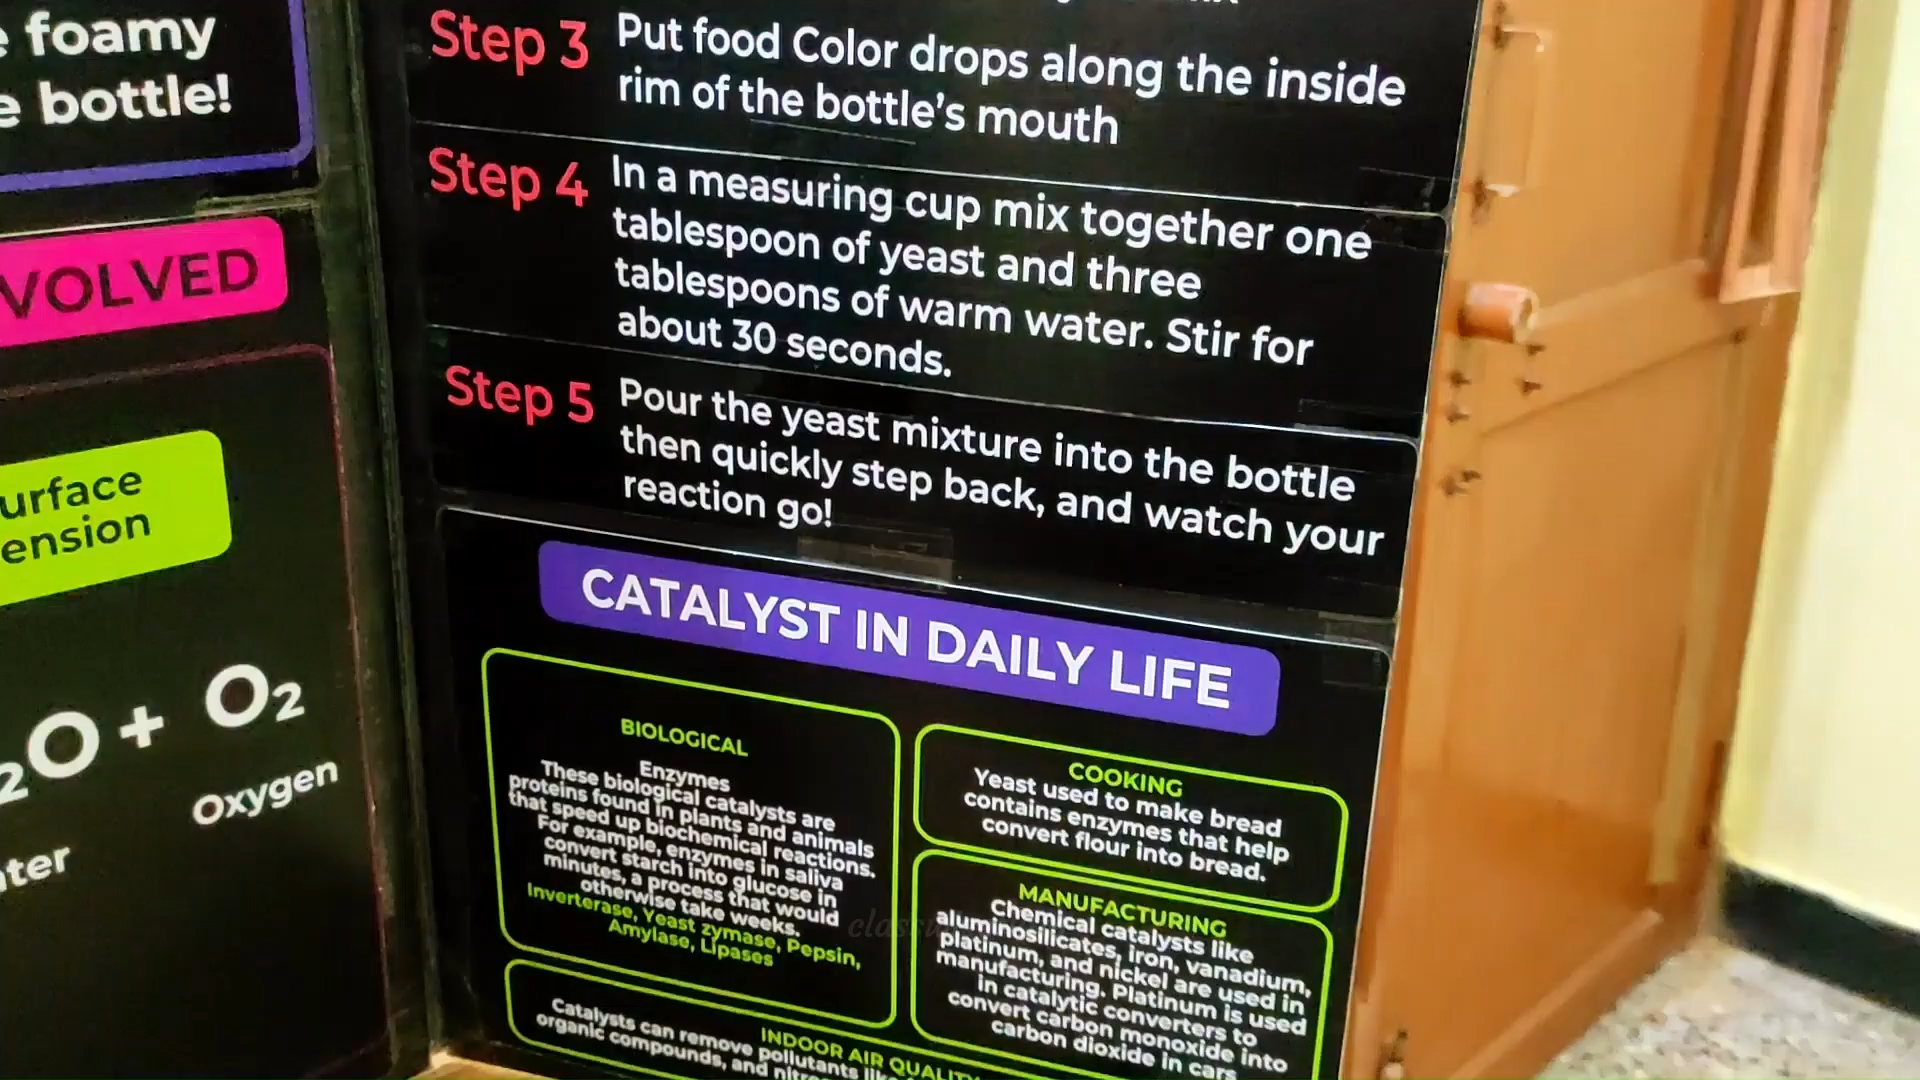 foamy
bottle!
VOLVED
urface
ension
₂O + O₂
Oxygen
ter
Step 3
Put food Color drops along the inside
rim of the bottle's mouth
Step 4
In a measuring cup mix together one
tablespoon of yeast and three
tablespoons of warm water. Stir for
about 30 seconds.
Step 5
Pour the yeast mixture into the bottle
then quickly step back, and watch your
reaction go!
CATALYST IN DAILY LIFE
BIOLOGICAL
Enzymes
These biological catalysts are
proteins found in plants and animals
that speed up biochemical reactions.
For example, enzymes in saliva
convert starch into glucose in
minutes, a process that would
otherwise take weeks.
Inverterase, Yeast zymase, Pepsin,
Amylase, Lipases
COOKING
Yeast used to make bread
contains enzymes that help
convert flour into bread.
MANUFACTURING
Chemical catalysts like
aluminosilicates, iron, vanadium,
platinum, and nickel are used in
manufacturing. Platinum is used
in catalytic converters to
convert carbon monoxide into
carbon dioxide in cars
INDOOR AIR QUALITY
Catalysts can remove pollutants
organic compounds, and